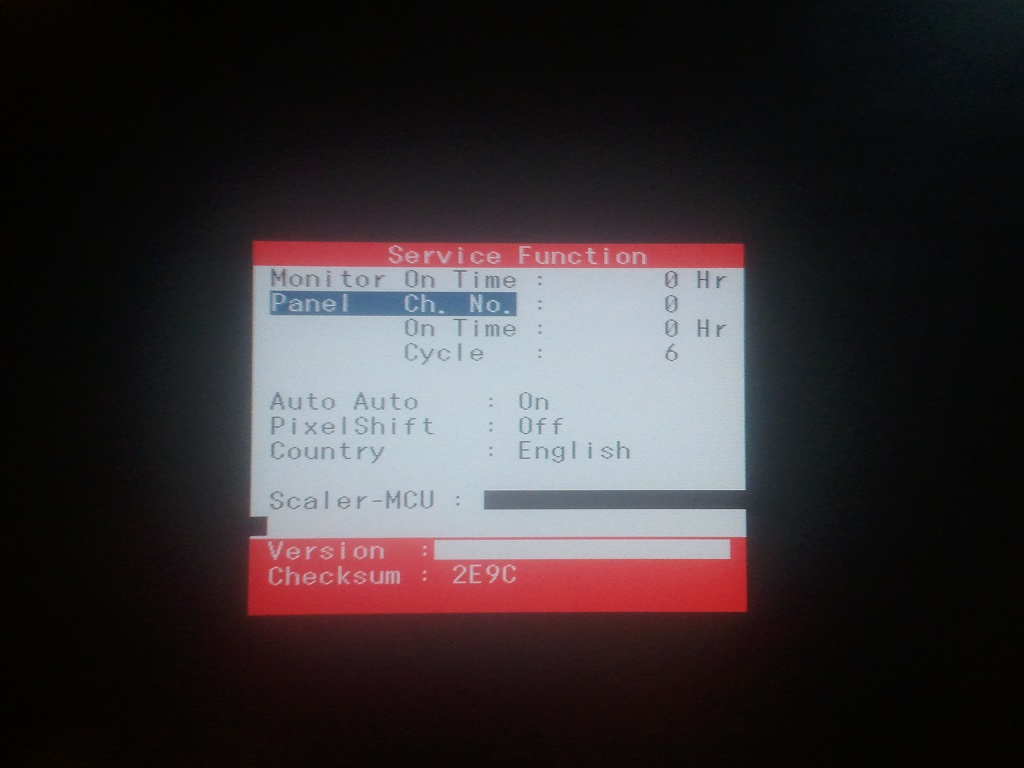 Service Function
Monitor On Time : 0 Hr
Panel Ch. No. : 0
On Time : 0 Hr
Cycle : 6
Auto Auto : On
PixelShift : Off
Country : English
Scaler-MCU :
Version :
Checksum : 2E9C